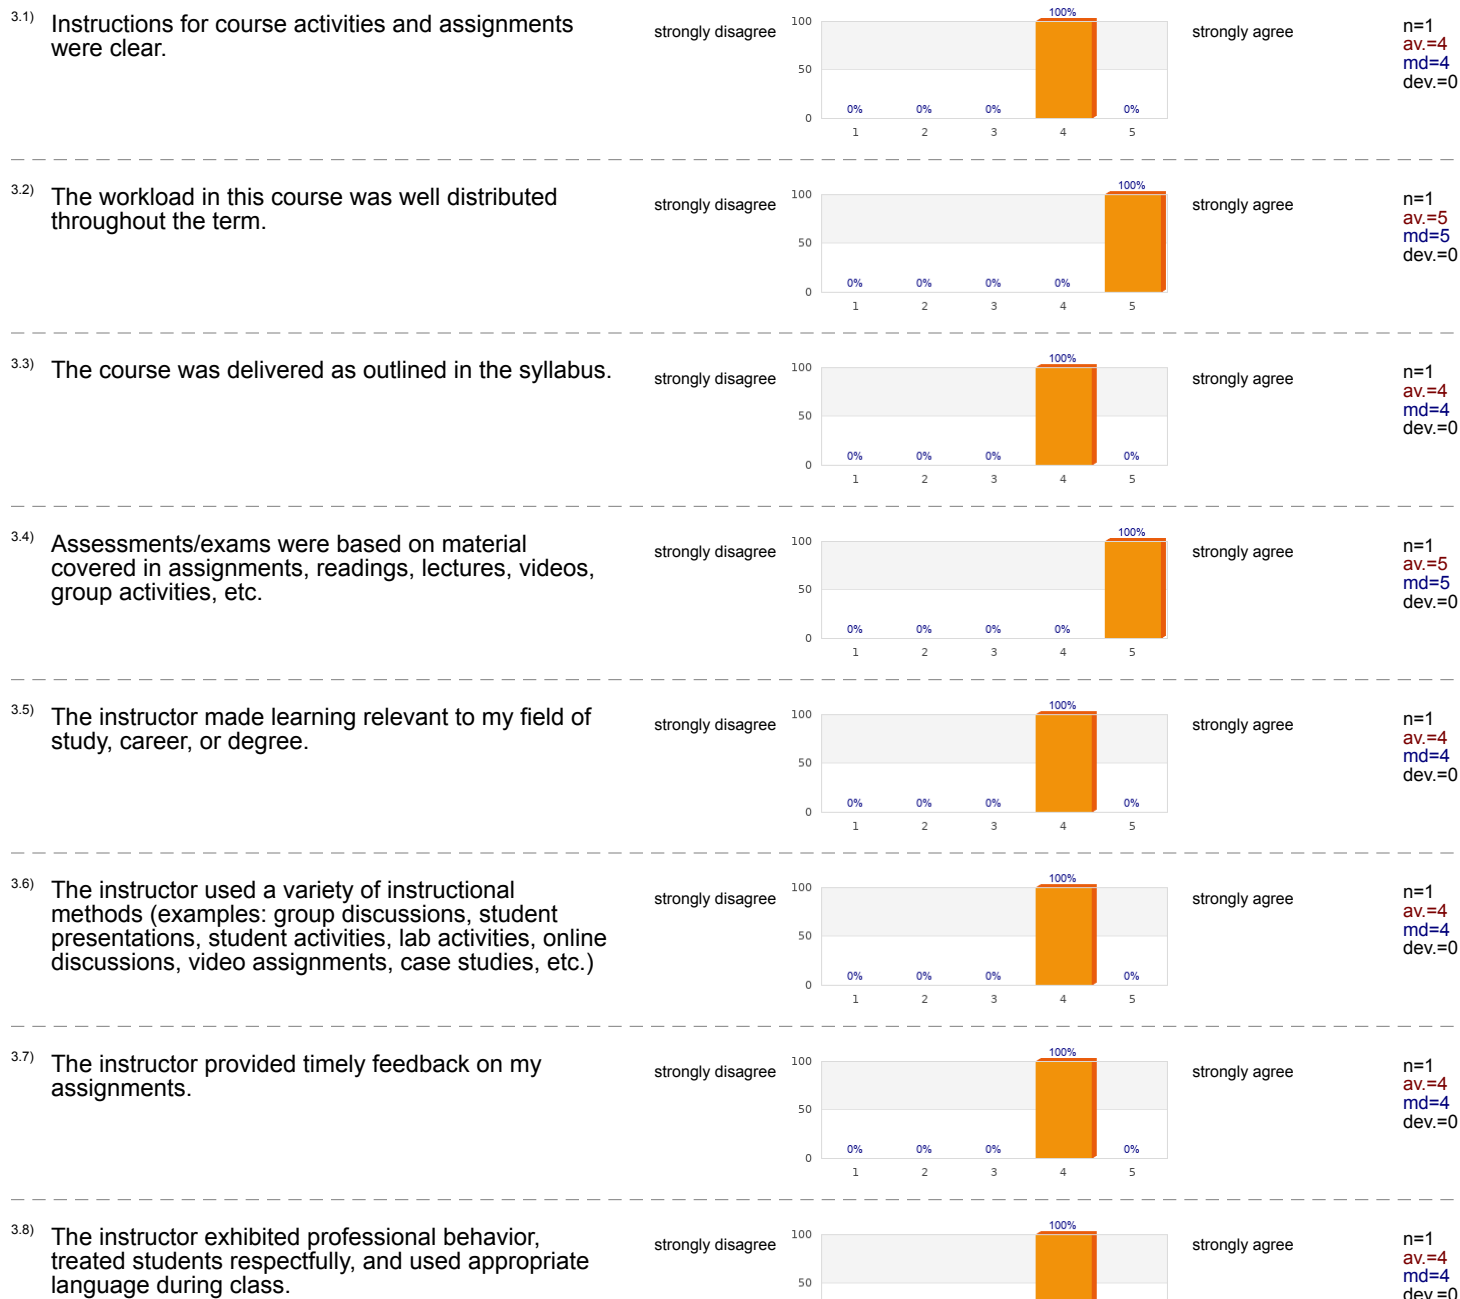 3.1) Instructions for course activities and assignments
were clear.
strongly disagree
100
50
0
100%
0% 0% 0% 0%
1 2 3 4 5
strongly agree
n=1
av.=4
md=4
dev.=0
3.2) The workload in this course was well distributed
throughout the term.
strongly disagree
100
50
0
100%
0% 0% 0% 0%
1 2 3 4 5
strongly agree
n=1
av.=5
md=5
dev.=0
3.3) The course was delivered as outlined in the syllabus.
strongly disagree
100
50
0
100%
0% 0% 0% 0%
1 2 3 4 5
strongly agree
n=1
av.=4
md=4
dev.=0
3.4) Assessments/exams were based on material
covered in assignments, readings, lectures, videos,
group activities, etc.
strongly disagree
100
50
0
100%
0% 0% 0% 0%
1 2 3 4 5
strongly agree
n=1
av.=5
md=5
dev.=0
3.5) The instructor made learning relevant to my field of
study, career, or degree.
strongly disagree
100
50
0
100%
0% 0% 0% 0%
1 2 3 4 5
strongly agree
n=1
av.=4
md=4
dev.=0
3.6) The instructor used a variety of instructional
methods (examples: group discussions, student
presentations, student activities, lab activities, online
discussions, video assignments, case studies, etc.)
strongly disagree
100
50
0
100%
0% 0% 0% 0%
1 2 3 4 5
strongly agree
n=1
av.=4
md=4
dev.=0
3.7) The instructor provided timely feedback on my
assignments.
strongly disagree
100
50
0
100%
0% 0% 0% 0%
1 2 3 4 5
strongly agree
n=1
av.=4
md=4
dev.=0
3.8) The instructor exhibited professional behavior,
treated students respectfully, and used appropriate
language during class.
strongly disagree
100
50
100%
strongly agree
n=1
av.=4
md=4
dev.=0